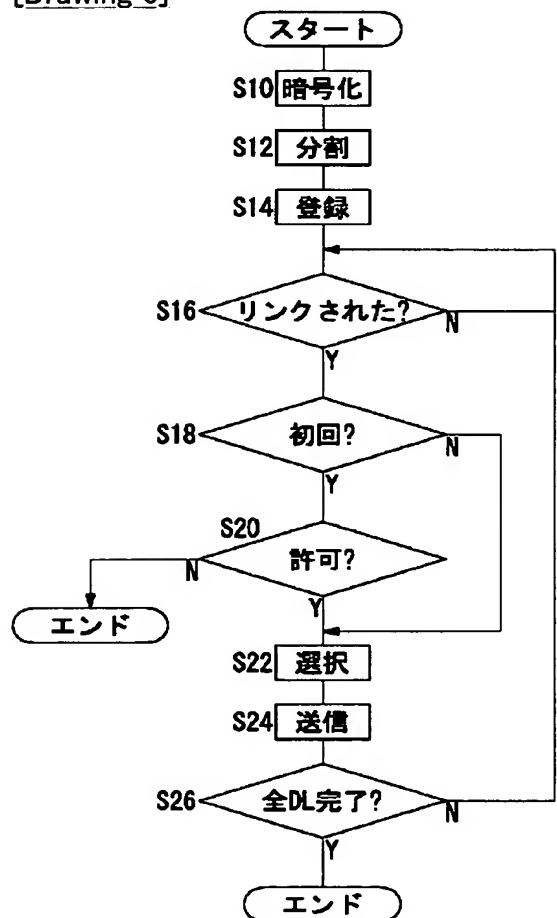 スタート
S10 暗号化
S12 分割
S14 登録
S16 リンクされた? N
Y
S18 初回? N
Y
S20
許可?
N
Y
エンド
S22 選択
S24 送信
S26 全DL完了? N
Y
エンド